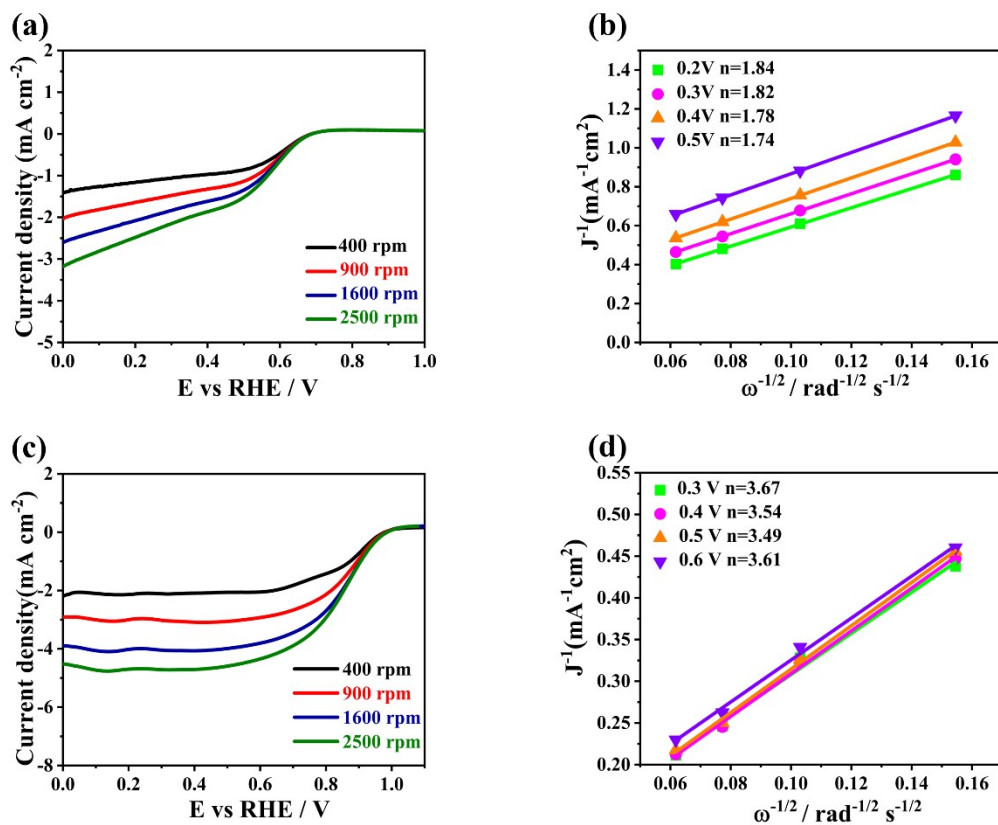 (a)
2
1
0
-1
-2
-3
-4
-5
Current density (mA cm⁻²)
400 rpm
900 rpm
1600 rpm
2500 rpm
0.0 0.2 0.4 0.6 0.8 1.0
E vs RHE / V
(b)
1.4
1.2
1.0
0.8
0.6
0.4
0.2
0.0
J⁻¹(mA⁻¹cm²)
0.2V n=1.84
0.3V n=1.82
0.4V n=1.78
0.5V n=1.74
0.06 0.08 0.10 0.12 0.14 0.16
ω⁻¹/² / rad⁻¹/² s⁻¹/²
(c)
2
0
-2
-4
-6
-8
Current density(mA cm⁻²)
400 rpm
900 rpm
1600 rpm
2500 rpm
0.0 0.2 0.4 0.6 0.8 1.0
E vs RHE / V
(d)
0.55
0.50
0.45
0.40
0.35
0.30
0.25
0.20
J⁻¹(mA⁻¹cm²)
0.3 V n=3.67
0.4 V n=3.54
0.5 V n=3.49
0.6 V n=3.61
0.06 0.08 0.10 0.12 0.14 0.16
ω⁻¹/² / rad⁻¹/² s⁻¹/²